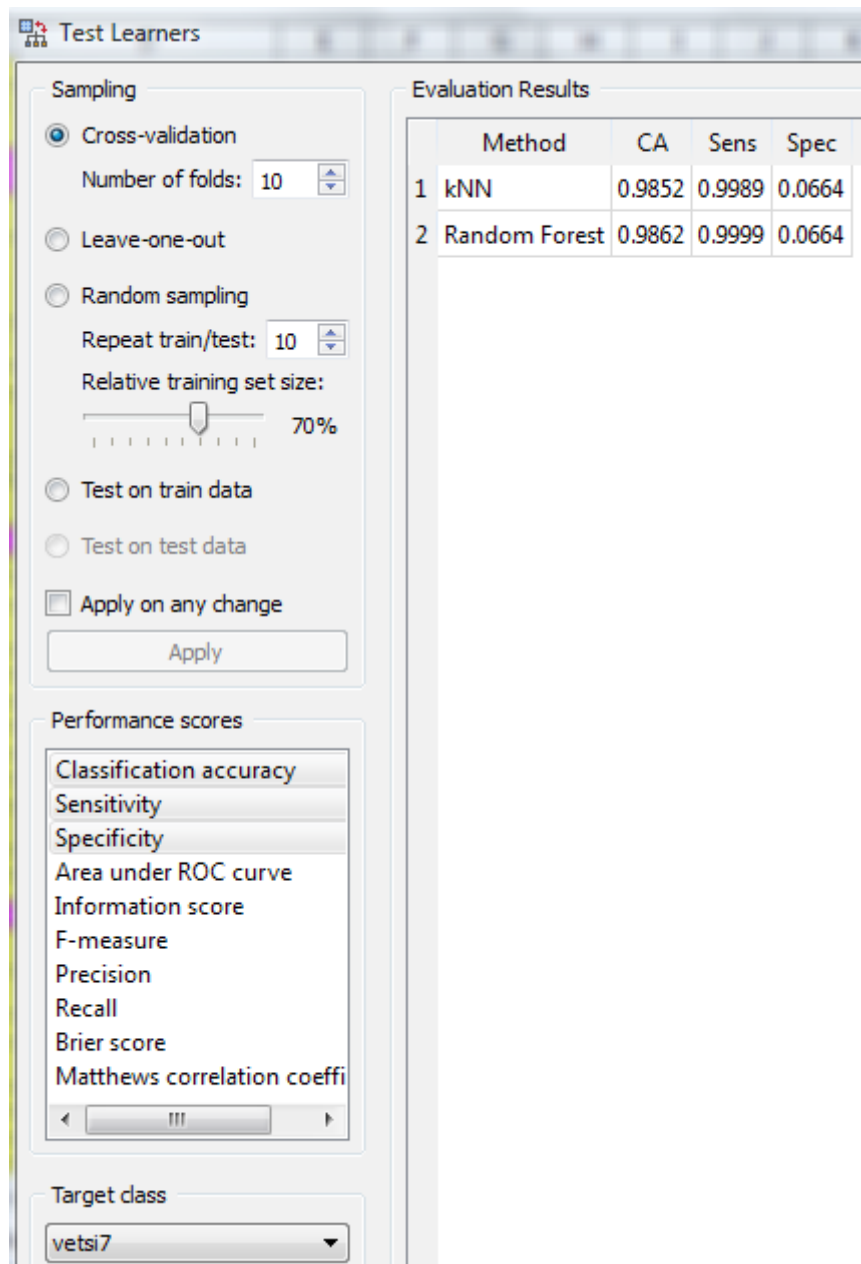 Test Learners
Sampling
Cross-validation
Number of folds: 10
Leave-one-out
Random sampling
Repeat train/test: 10
Relative training set size:
70%
Test on train data
Test on test data
Apply on any change
Apply
Performance scores
Classification accuracy
Sensitivity
Specificity
Area under ROC curve
Information score
F-measure
Precision
Recall
Brier score
Matthews correlation coeffi
Target class
vetsi7
Evaluation Results
Method CA Sens Spec
1 kNN 0.9852 0.9989 0.0664
2 Random Forest 0.9862 0.9999 0.0664